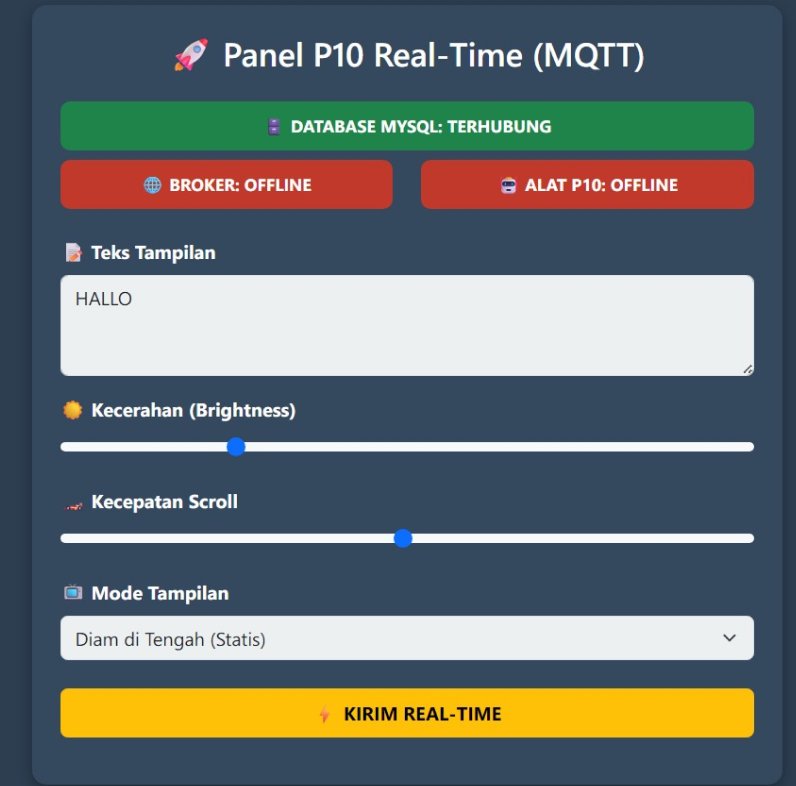 Panel P10 Real-Time (MQTT)
DATABASE MYSQL: TERHUBUNG
BROKER: OFFLINE
ALAT P10: OFFLINE
Teks Tampilan
HALLO
Kecerahan (Brightness)
Kecepatan Scroll
Mode Tampilan
Diam di Tengah (Statis)
KIRIM REAL-TIME